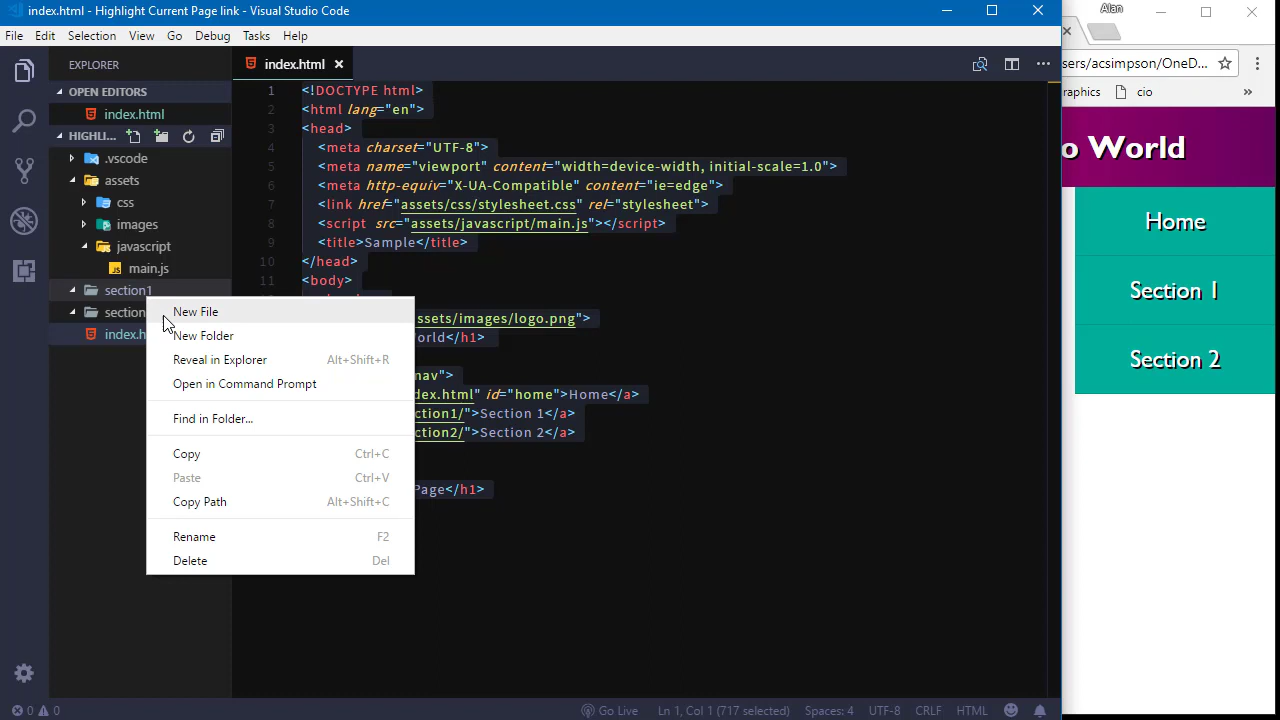 index.html - Highlight Current Page link - Visual Studio Code
Alan
File Edit Selection View Go Debug Tasks Help
EXPLORER
index.html
ers/acsimpson/OneD...
OPEN EDITORS
index.html
raphics cio »
HIGHLI...
.vscode
assets
css
images
javascript
JS main.js
section1
section
index.h
1 <!DOCTYPE html>
2 <html lang="en">
3 <head>
4 <meta charset="UTF-8">
5 <meta name="viewport" content="width=device-width, initial-scale=1.0">
6 <meta http-equiv="X-UA-Compatible" content="ie=edge">
7 <link href="assets/css/stylesheet.css" rel="stylesheet">
8 <script src="assets/javascript/main.js"></script>
9 <title>Sample</title>
10 </head>
11 <body>
ssets/images/logo.png">
orld</h1>
nav">
dex.html" id="home">Home</a>
ction1/">Section 1</a>
ction2/">Section 2</a>
Page</h1>
New File
New Folder
Reveal in Explorer Alt+Shift+R
Open in Command Prompt
Find in Folder...
Copy Ctrl+C
Paste Ctrl+V
Copy Path Alt+Shift+C
Rename F2
Delete Del
o World
Home
Section 1
Section 2
0 0 Go Live Ln 1, Col 1 (717 selected) Spaces: 4 UTF-8 CRLF HTML